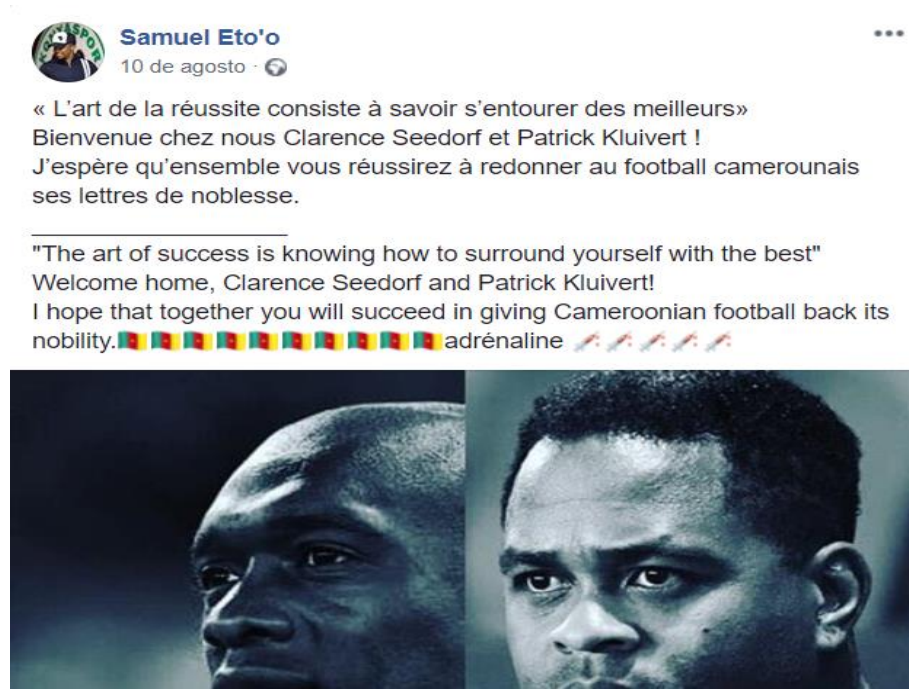 Samuel Eto'o
10 de agosto ·
« L'art de la réussite consiste à savoir s'entourer des meilleurs»
Bienvenue chez nous Clarence Seedorf et Patrick Kluivert !
J'espère qu'ensemble vous réussirez à redonner au football camerounais
ses lettres de noblesse.
"The art of success is knowing how to surround yourself with the best"
Welcome home, Clarence Seedorf and Patrick Kluivert!
I hope that together you will succeed in giving Cameroonian football back its
nobility.🇨🇲🇨🇲🇨🇲🇨🇲🇨🇲🇨🇲🇨🇲🇨🇲🇨🇲🇨🇲adrénaline 💉💉💉💉💉